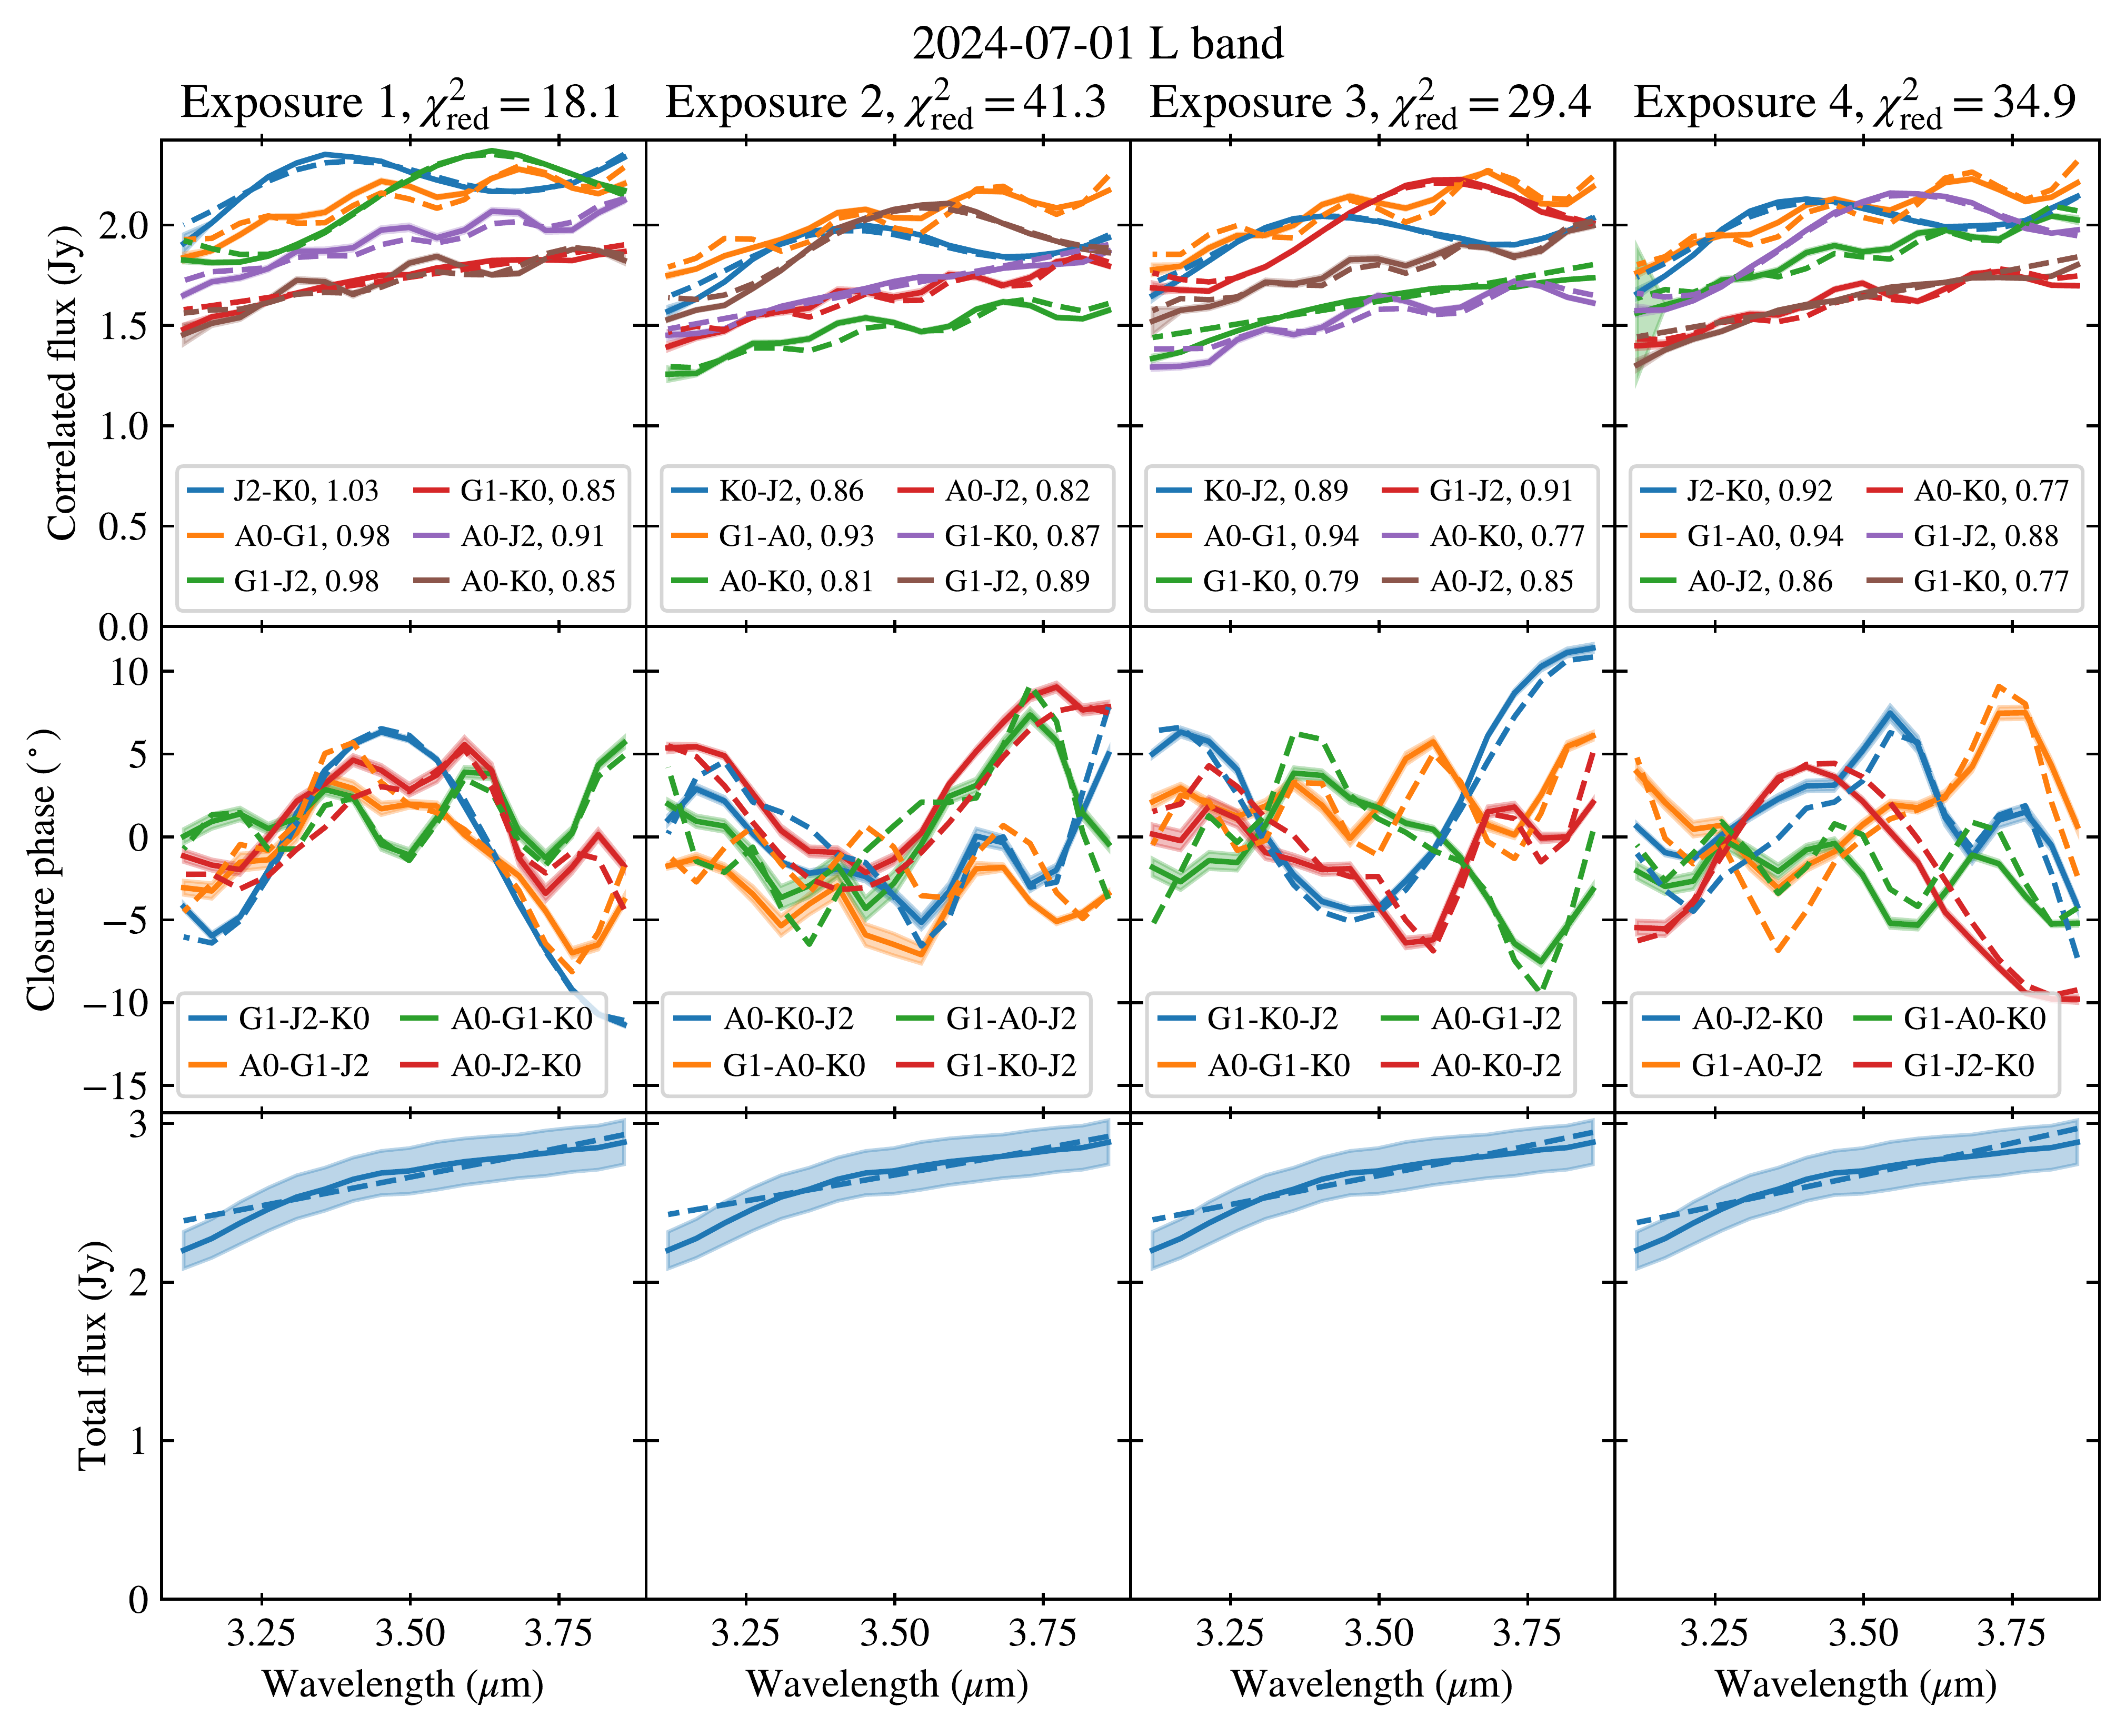 2024-07-01 L band
Exposure 1, χ²red = 18.1
Exposure 2, χ²red = 41.3
Exposure 3, χ²red = 29.4
Exposure 4, χ²red = 34.9
Correlated flux (Jy)
2.0
1.5
1.0
0.5
0.0
J2-K0, 1.03 G1-K0, 0.85
A0-G1, 0.98 A0-J2, 0.91
G1-J2, 0.98 A0-K0, 0.85
K0-J2, 0.86 A0-J2, 0.82
G1-A0, 0.93 G1-K0, 0.87
A0-K0, 0.81 G1-J2, 0.89
K0-J2, 0.89 G1-J2, 0.91
A0-G1, 0.94 A0-K0, 0.77
G1-K0, 0.79 A0-J2, 0.85
J2-K0, 0.92 A0-K0, 0.77
G1-A0, 0.94 G1-J2, 0.88
A0-J2, 0.86 G1-K0, 0.77
Closure phase (°)
10
5
0
−5
−10
−15
G1-J2-K0 A0-G1-K0
A0-G1-J2 A0-J2-K0
A0-K0-J2 G1-A0-J2
G1-A0-K0 G1-K0-J2
G1-K0-J2 A0-G1-J2
A0-G1-K0 A0-K0-J2
A0-J2-K0 G1-A0-K0
G1-A0-J2 G1-J2-K0
Total flux (Jy)
3
2
1
0
3.25 3.50 3.75
3.25 3.50 3.75
3.25 3.50 3.75
3.25 3.50 3.75
Wavelength (μm)
Wavelength (μm)
Wavelength (μm)
Wavelength (μm)